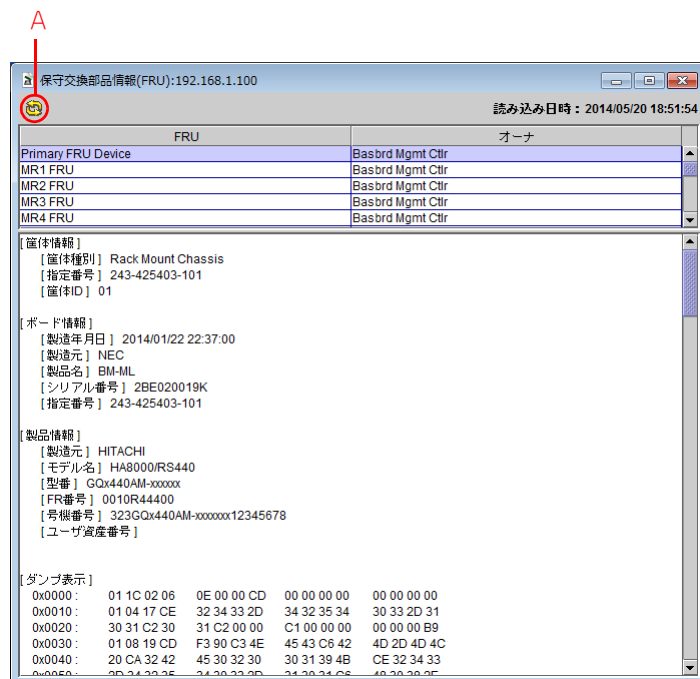 A
保守交換部品情報(FRU):192.168.1.100
読み込み日時：2014/05/20 18:51:54
FRU オーナ
Primary FRU Device Basbrd Mgmt Ctlr
MR1 FRU Basbrd Mgmt Ctlr
MR2 FRU Basbrd Mgmt Ctlr
MR3 FRU Basbrd Mgmt Ctlr
MR4 FRU Basbrd Mgmt Ctlr
[筐体情報]
[筐体種別] Rack Mount Chassis
[指定番号] 243-425403-101
[筐体ID] 01
[ボード情報]
[製造年月日] 2014/01/22 22:37:00
[製造元] NEC
[製品名] BM-ML
[シリアル番号] 2BE020019K
[指定番号] 243-425403-101
[製品情報]
[製造元] HITACHI
[モデル名] HA8000/RS440
[型番] GQx440AM-xxxxxx
[FR番号] 0010R44400
[号機番号] 323GQx440AM-xxxxxxx12345678
[ユーザ資産番号]
[ダンプ表示]
0x0000 : 01 1C 02 06 0E 00 00 CD 00 00 00 00 00 00 00 00
0x0010 : 01 04 17 CE 32 34 33 2D 34 32 35 34 30 33 2D 31
0x0020 : 30 31 C2 30 31 C2 00 00 C1 00 00 00 00 00 00 B9
0x0030 : 01 08 19 CD F3 90 C3 4E 45 43 C6 42 4D 2D 4D 4C
0x0040 : 20 CA 32 42 45 30 32 30 30 31 39 4B CE 32 34 33